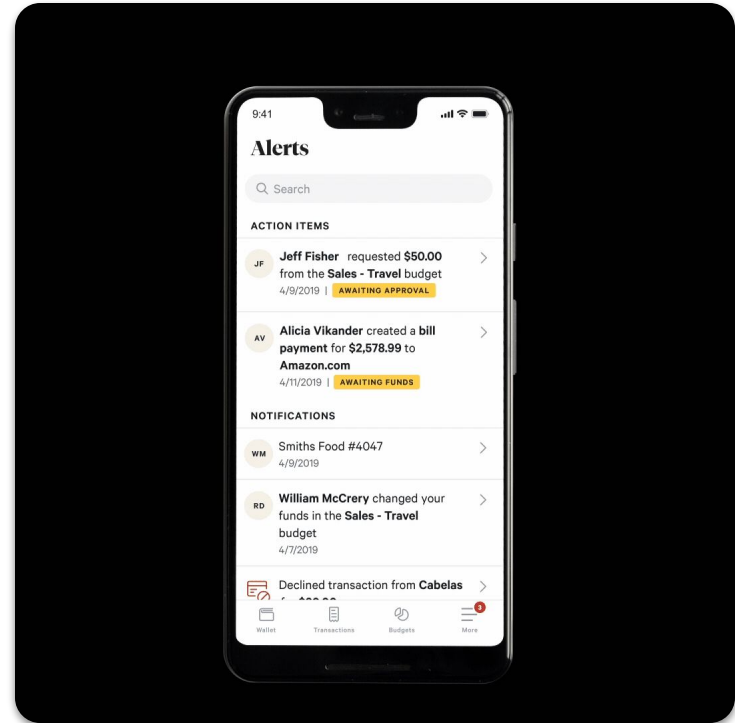 9:41
Alerts
Search
ACTION ITEMS
JF
Jeff Fisher requested $50.00
from the Sales - Travel budget
4/9/2019 | AWAITING APPROVAL
AV
Alicia Vikander created a bill
payment for $2,578.99 to
Amazon.com
4/11/2019 | AWAITING FUNDS
NOTIFICATIONS
WM
Smiths Food #4047
4/9/2019
RD
William McCrery changed your
funds in the Sales - Travel
budget
4/7/2019
Declined transaction from Cabelas
Wallet
Transactions
Budgets
3
More